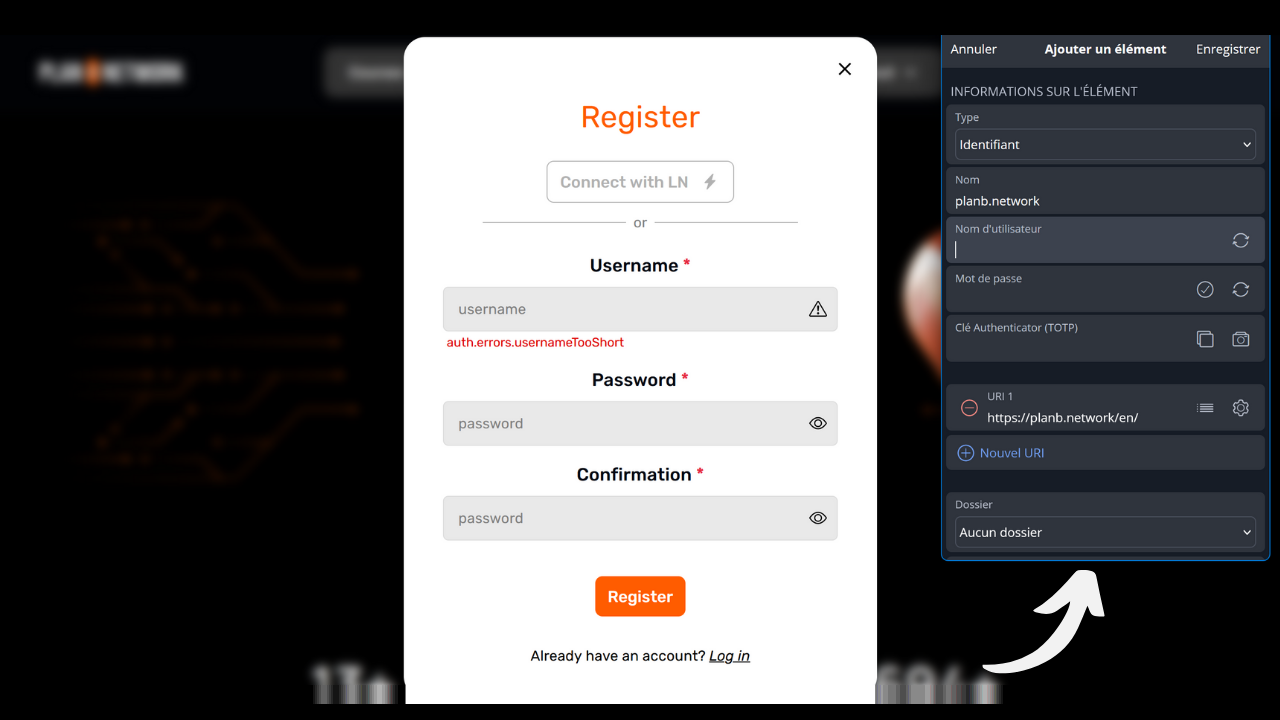 Register
Connect with LN
or
Username *
username
auth.errors.usernameTooShort
Password *
password
Confirmation *
password
Register
Already have an account? Log in
Annuler Ajouter un élément Enregistrer
INFORMATIONS SUR L'ÉLÉMENT
Type
Identifiant
Nom
planb.network
Nom d'utilisateur
Mot de passe
Clé Authenticator (TOTP)
URI 1
https://planb.network/en/
Nouvel URI
Dossier
Aucun dossier